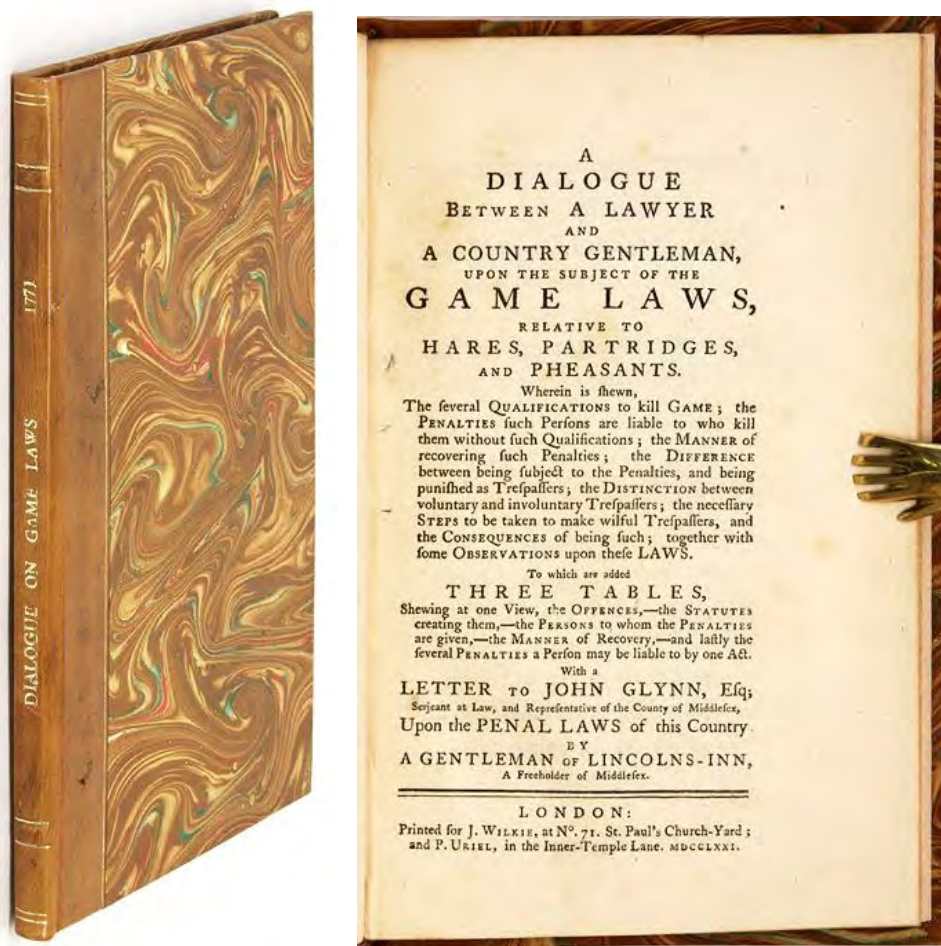 DIALOGUE ON GAME LAWS 1771
A
DIALOGUE
BETWEEN A LAWYER
AND
A COUNTRY GENTLEMAN,
UPON THE SUBJECT OF THE
GAME LAWS,
RELATIVE TO
HARES, PARTRIDGES,
AND PHEASANTS.
Wherein is ſhewn,
The ſeveral QUALIFICATIONS to kill GAME; the
PENALTIES ſuch Perſons are liable to who kill
them without ſuch Qualifications; the MANNER of
recovering ſuch Penalties; the DIFFERENCE
between being ſubject to the Penalties, and being
puniſhed as Treſpaſſers; the DISTINCTION between
voluntary and involuntary Treſpaſſers; the neceſſary
STEPS to be taken to make wilful Treſpaſſers, and
the CONSEQUENCES of being ſuch; together with
ſome OBSERVATIONS upon theſe LAWS.
To which are added
THREE TABLES,
Shewing at one View, the OFFENCES,—the STATUTES
creating them,—the PERSONS to whom the PENALTIES
are given,—the MANNER of Recovery,—and laſtly the
ſeveral PENALTIES a Perſon may be liable to by one Act.
With a
LETTER TO JOHN GLYNN, Eſq;
Serjeant at Law, and Repreſentative of the County of Middleſex,
Upon the PENAL LAWS of this Country.
BY
A GENTLEMAN OF LINCOLNS-INN,
A Freeholder of Middleſex.
LONDON:
Printed for J. WILKIE, at Nº. 71. St. Paul's Church-Yard;
and P. URIEL, in the Inner-Temple Lane. MDCCLXXI.